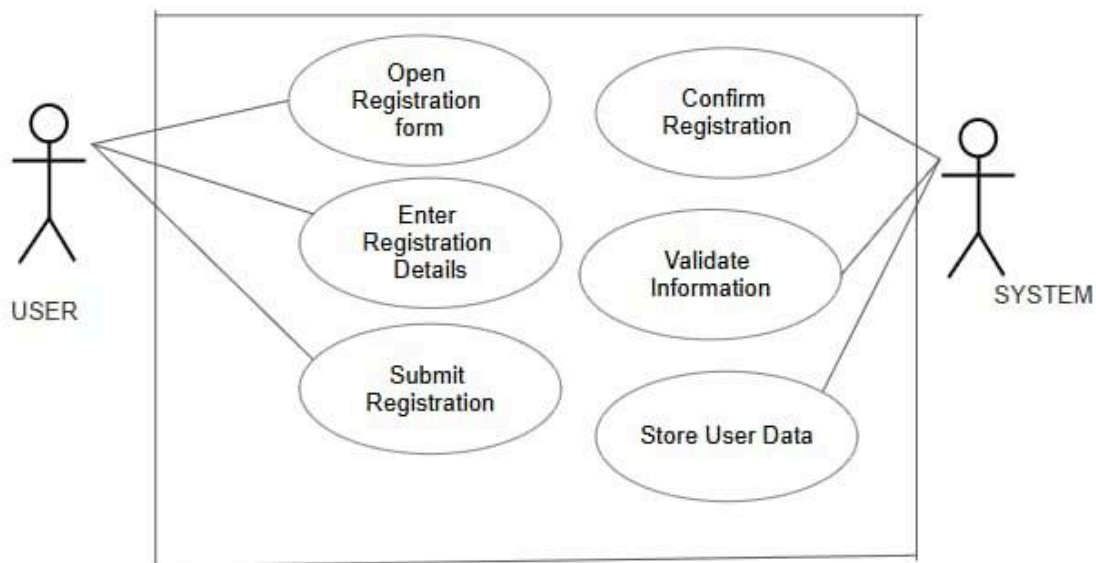 Open
Registration
form
Confirm
Registration
Enter
Registration
Details
Validate
Information
USER
SYSTEM
Submit
Registration
Store User Data